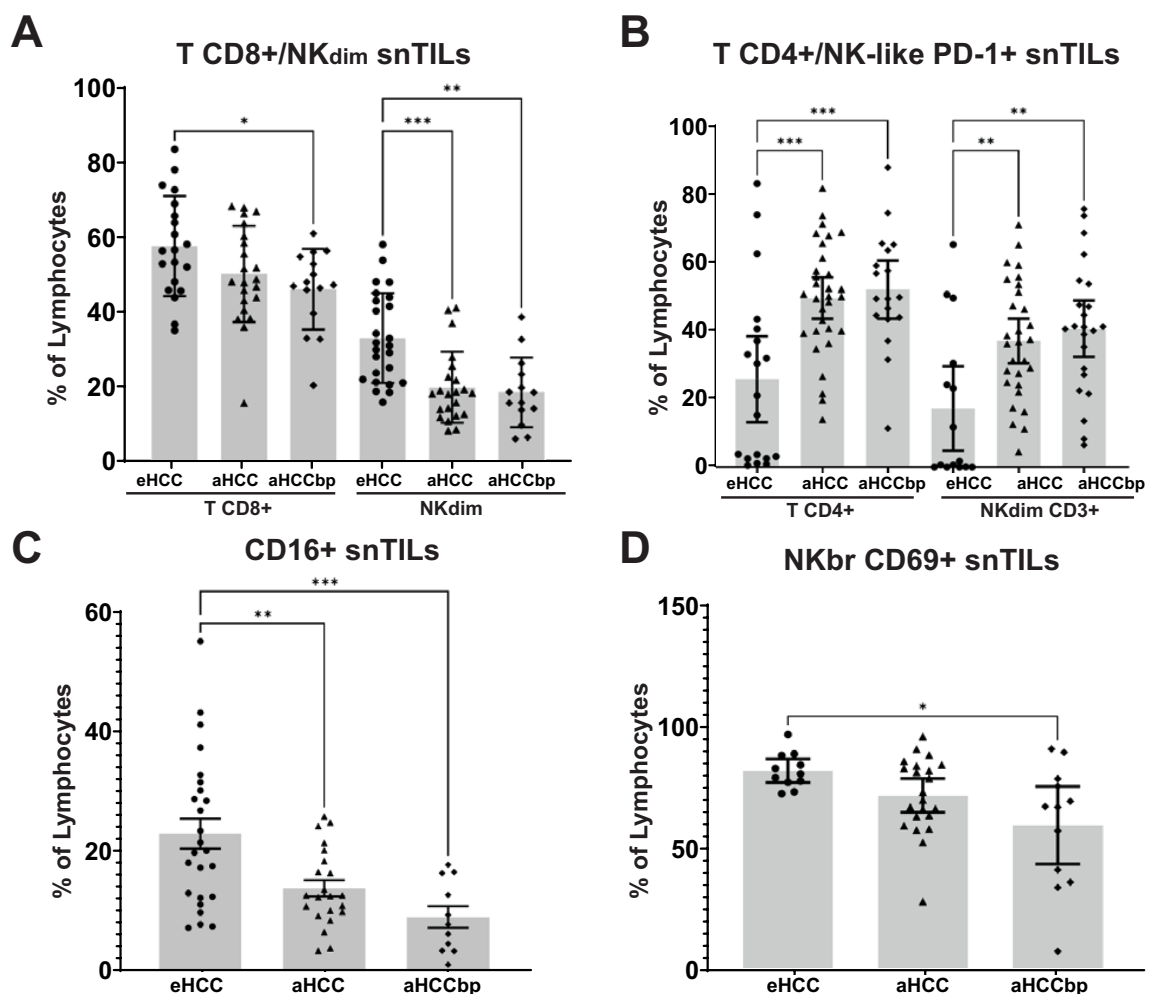 A
T CD8+/NKdim snTILs
% of Lymphocytes
100
80
60
40
20
0
*
***
**
eHCC aHCC aHCCbp eHCC aHCC aHCCbp
T CD8+ NKdim
B
T CD4+/NK-like PD-1+ snTILs
% of Lymphocytes
100
80
60
40
20
0
***
***
**
**
eHCC aHCC aHCCbp eHCC aHCC aHCCbp
T CD4+ NKdim CD3+
C
CD16+ snTILs
% of Lymphocytes
60
40
20
0
***
**
eHCC aHCC aHCCbp
D
NKbr CD69+ snTILs
% of Lymphocytes
150
100
50
0
*
eHCC aHCC aHCCbp